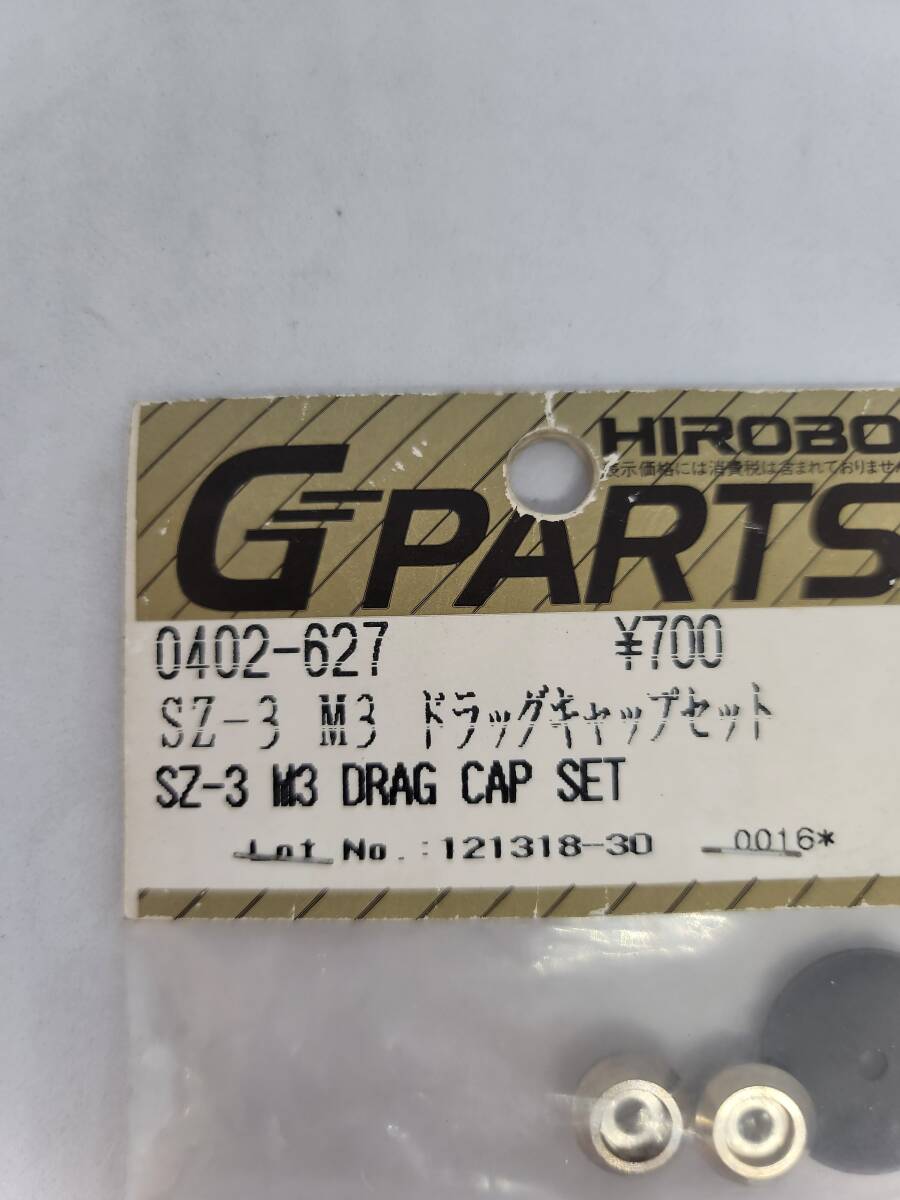 HIROBO
表示価格には消費税は含まれておりません
G PARTS
0402-627 ¥700
SZ-3 M3 ドラッグキャップセット
SZ-3 M3 DRAG CAP SET
Lot No.:121318-30 0016*